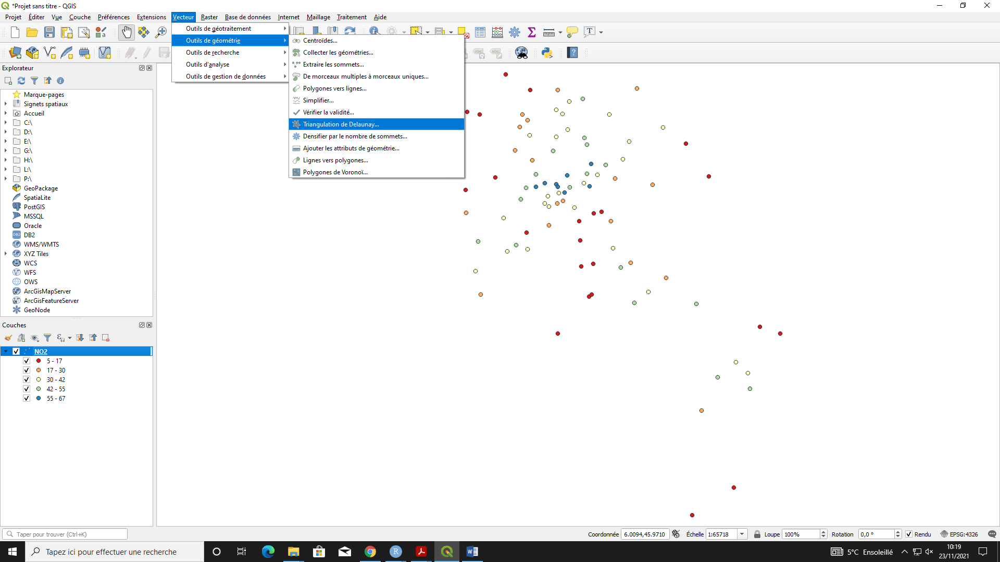 *Projet sans titre - QGIS
Projet Éditer Vue Couche Préférences Extensions Vecteur Raster Base de données Internet Maillage Traitement Aide
Outils de géotraitement
Outils de géométrie
Outils de recherche
Outils d'analyse
Outils de gestion de données
Centroïdes...
Collecter les géométries...
Extraire les sommets...
De morceaux multiples à morceaux uniques...
Polygones vers lignes...
Simplifier...
Vérifier la validité...
Triangulation de Delaunay...
Densifier par le nombre de sommets...
Ajouter les attributs de géométrie...
Lignes vers polygones...
Polygones de Voronoï...
Explorateur
Marque-pages
Signets spatiaux
Accueil
C:\
D:\
E:\
G:\
H:\
L:\
P:\
GeoPackage
SpatiaLite
PostGIS
MSSQL
Oracle
DB2
WMS/WMTS
XYZ Tiles
WCS
WFS
OWS
ArcGisMapServer
ArcGisFeatureServer
GeoNode
Couches
NO2
5 - 17
17 - 30
30 - 42
42 - 55
55 - 67
Taper pour trouver (Ctrl+K)
Coordonnée 6.0094,45.9710 Échelle 1:65718 Loupe 100% Rotation 0,0 ° Rendu EPSG:4326
Tapez ici pour effectuer une recherche
5°C Ensoleillé
10:19
23/11/2021